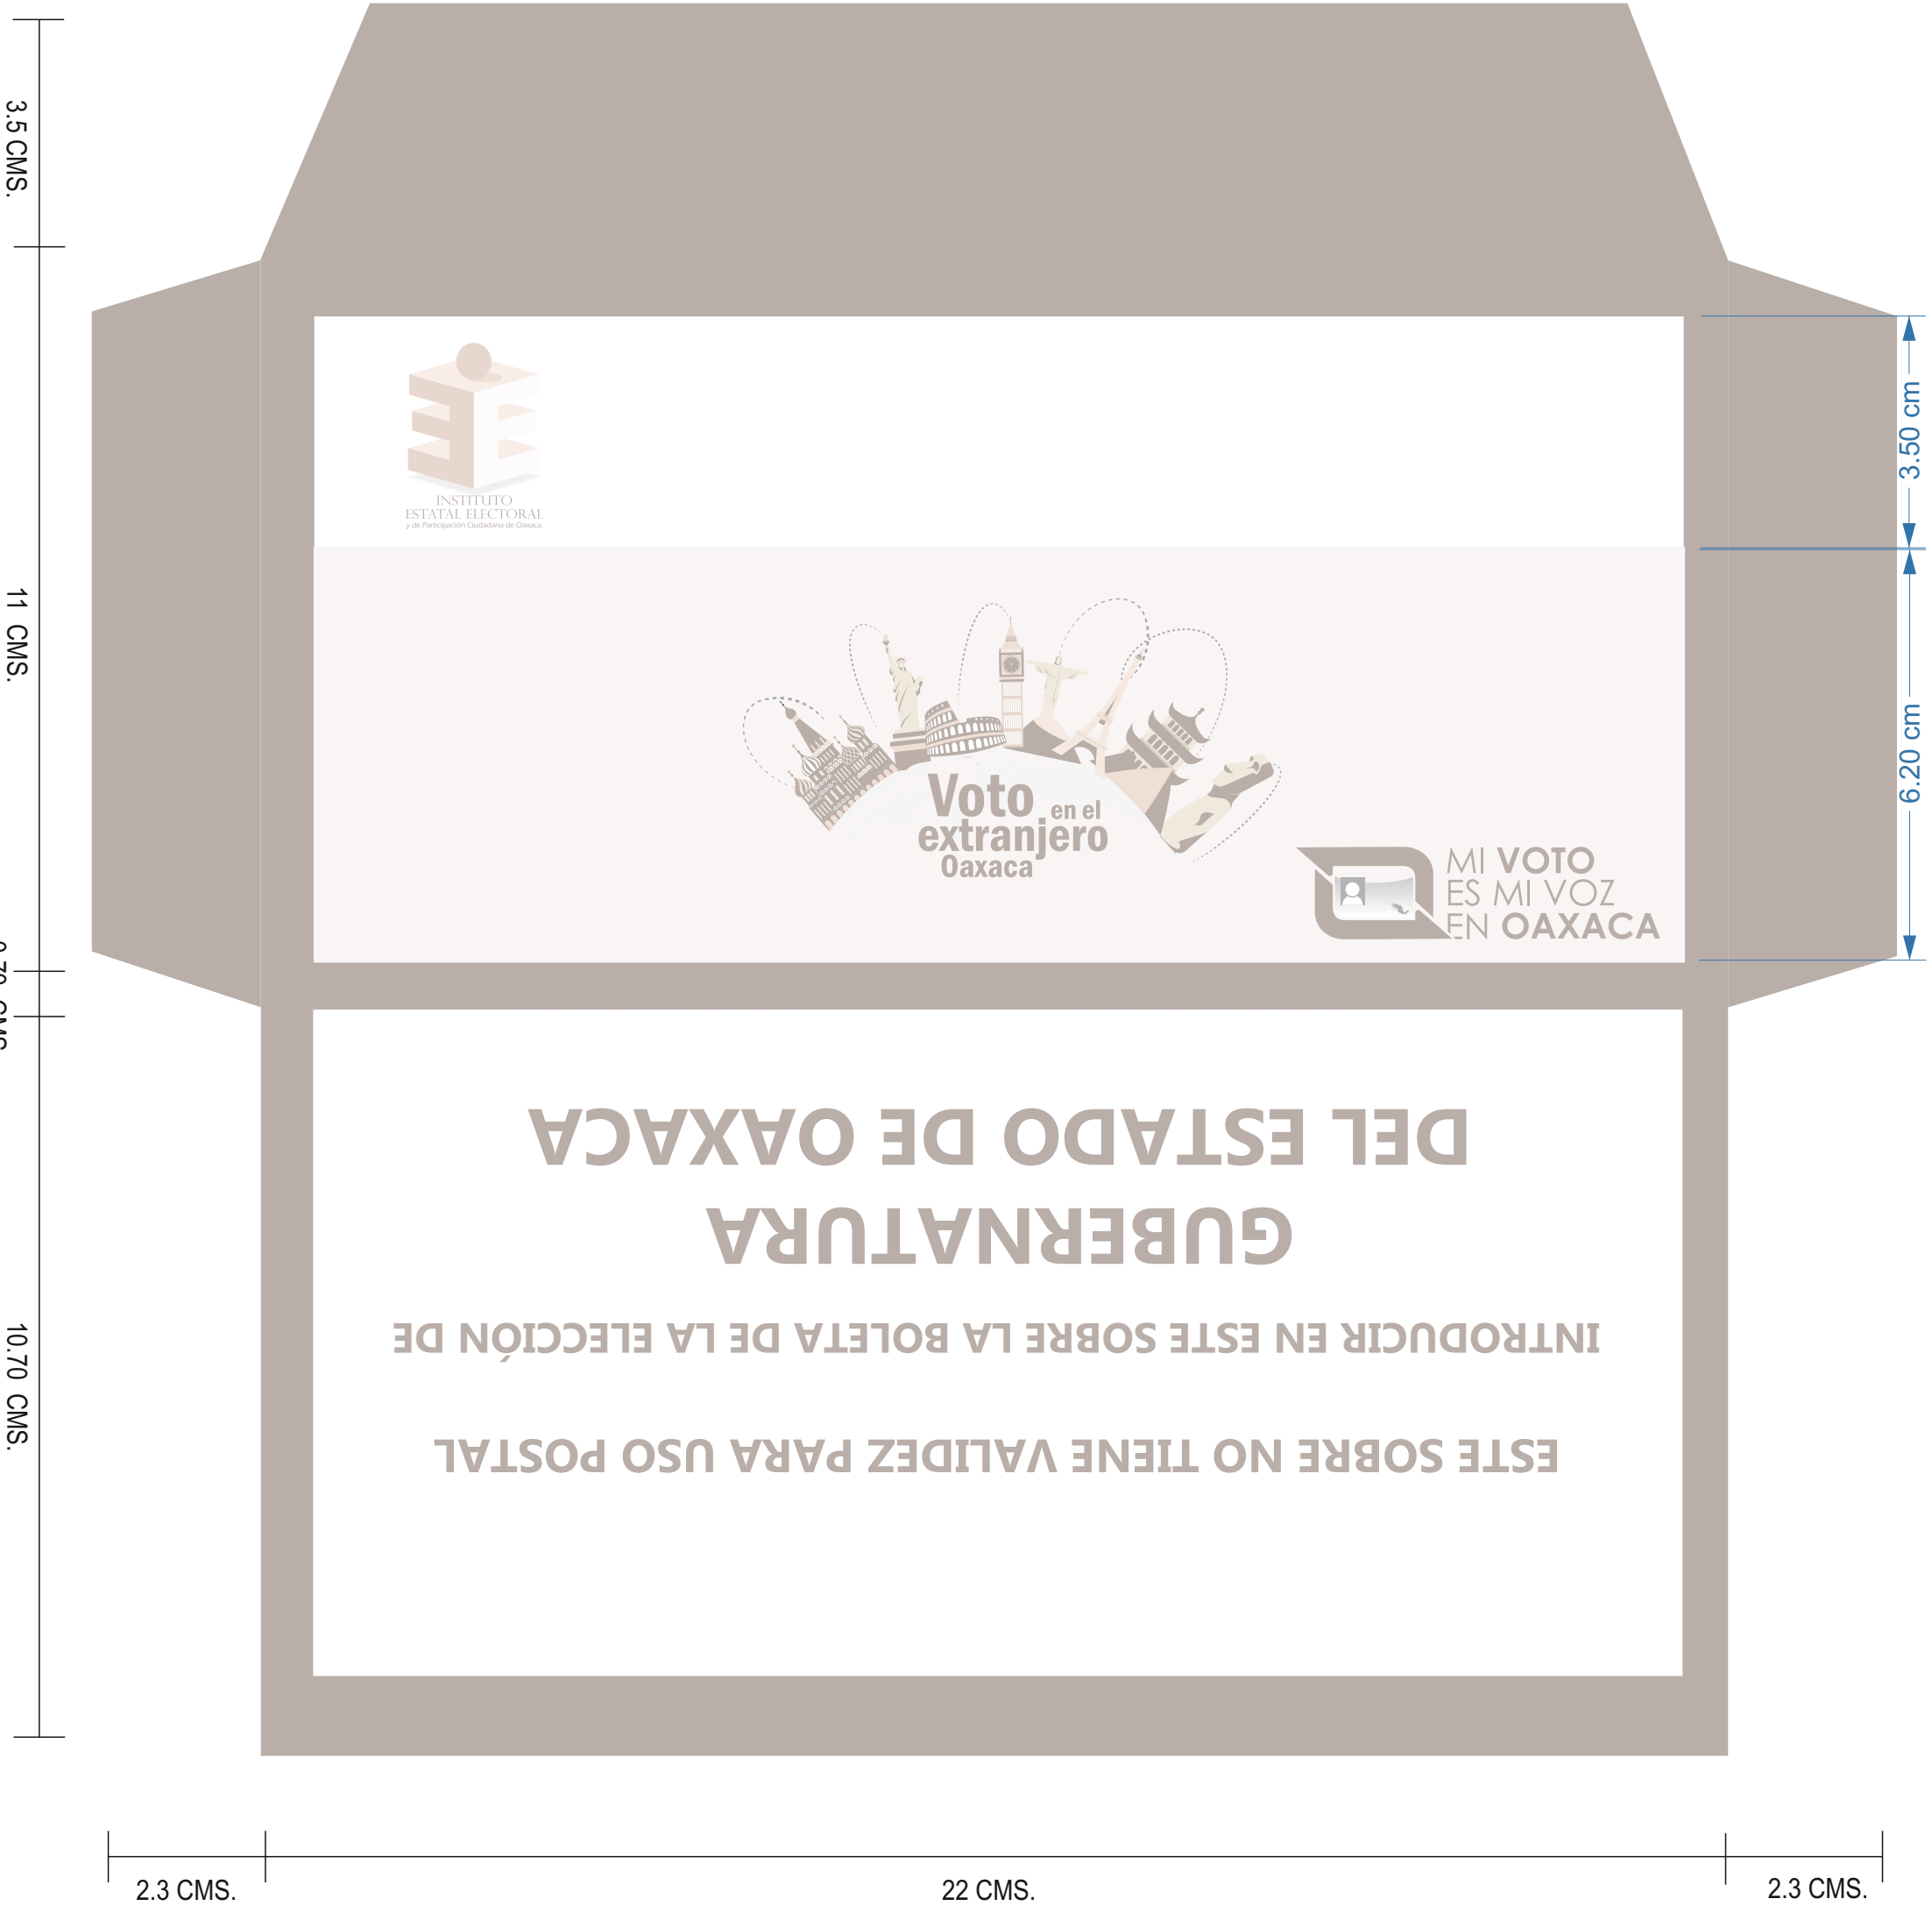 3.5 CMS.
11 CMS.
10.70 CMS.
INSTITUTO
ESTATAL ELECTORAL
y de Participación Ciudadana de Oaxaca.
3.50 cm
6.20 cm
Voto en el
extranjero
Oaxaca
MI VOTO
ES MI VOZ
EN OAXACA
ESTE SOBRE NO TIENE VALIDEZ PARA USO POSTAL
INTRODUCIR EN ESTE SOBRE LA BOLETA DE LA ELECCIÓN DE
GUBERNATURA
DEL ESTADO DE OAXACA
2.3 CMS.
22 CMS.
2.3 CMS.